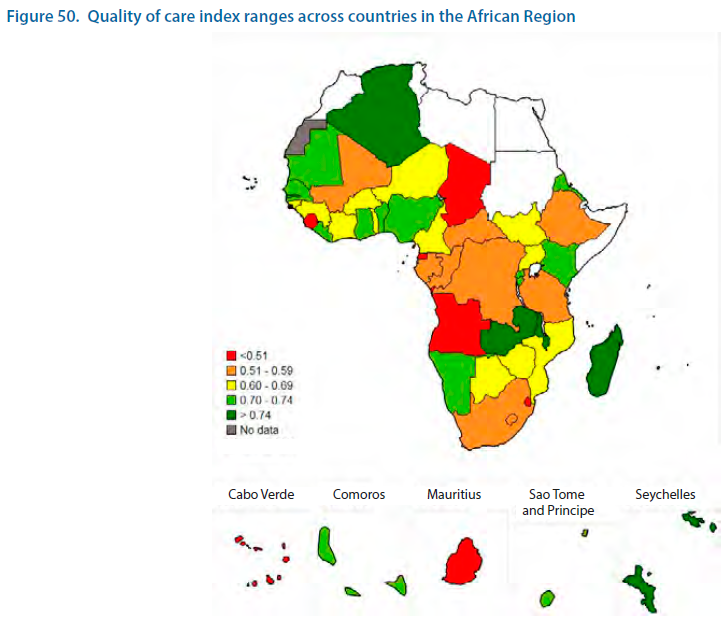 Figure 50. Quality of care index ranges across countries in the African Region
<0.51
0.51 - 0.59
0.60 - 0.69
0.70 - 0.74
> 0.74
No data
Cabo Verde
Comoros
Mauritius
Sao Tome
and Principe
Seychelles